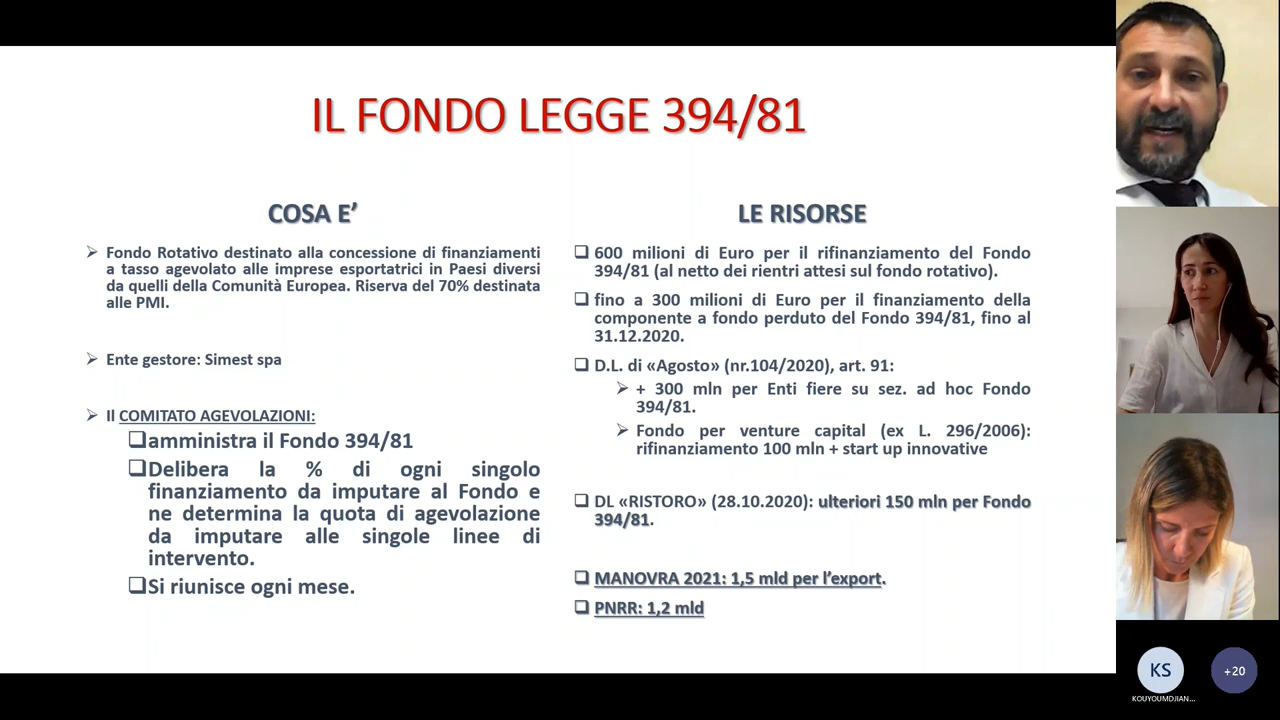 IL FONDO LEGGE 394/81
COSA E’
Fondo Rotativo destinato alla concessione di finanziamenti
a tasso agevolato alle imprese esportatrici in Paesi diversi
da quelli della Comunità Europea. Riserva del 70% destinata
alle PMI.
Ente gestore: Simest spa
Il COMITATO AGEVOLAZIONI:
amministra il Fondo 394/81
Delibera la % di ogni singolo
finanziamento da imputare al Fondo e
ne determina la quota di agevolazione
da imputare alle singole linee di
intervento.
Si riunisce ogni mese.
LE RISORSE
600 milioni di Euro per il rifinanziamento del Fondo
394/81 (al netto dei rientri attesi sul fondo rotativo).
fino a 300 milioni di Euro per il finanziamento della
componente a fondo perduto del Fondo 394/81, fino al
31.12.2020.
D.L. di «Agosto» (nr.104/2020), art. 91:
+ 300 mln per Enti fiere su sez. ad hoc Fondo
394/81.
Fondo per venture capital (ex L. 296/2006):
rifinanziamento 100 mln + start up innovative
DL «RISTORO» (28.10.2020): ulteriori 150 mln per Fondo
394/81.
MANOVRA 2021: 1,5 mld per l’export.
PNRR: 1,2 mld
KS
+20
KOUYOUMDJIAN...